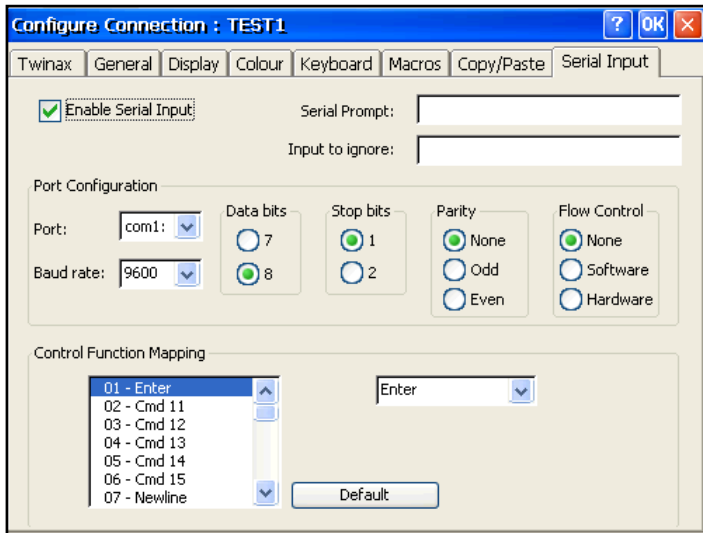 Configure Connection : TEST1 ? OK
Twinax General Display Colour Keyboard Macros Copy/Paste Serial Input
Enable Serial Input Serial Prompt:
Input to ignore:
Port Configuration
Data bits Stop bits Parity Flow Control
Port: com1: 7 1 None None
Baud rate: 9600 8 2 Odd Software
Even Hardware
Control Function Mapping
01 - Enter Enter
02 - Cmd 11
03 - Cmd 12
04 - Cmd 13
05 - Cmd 14
06 - Cmd 15
07 - Newline Default